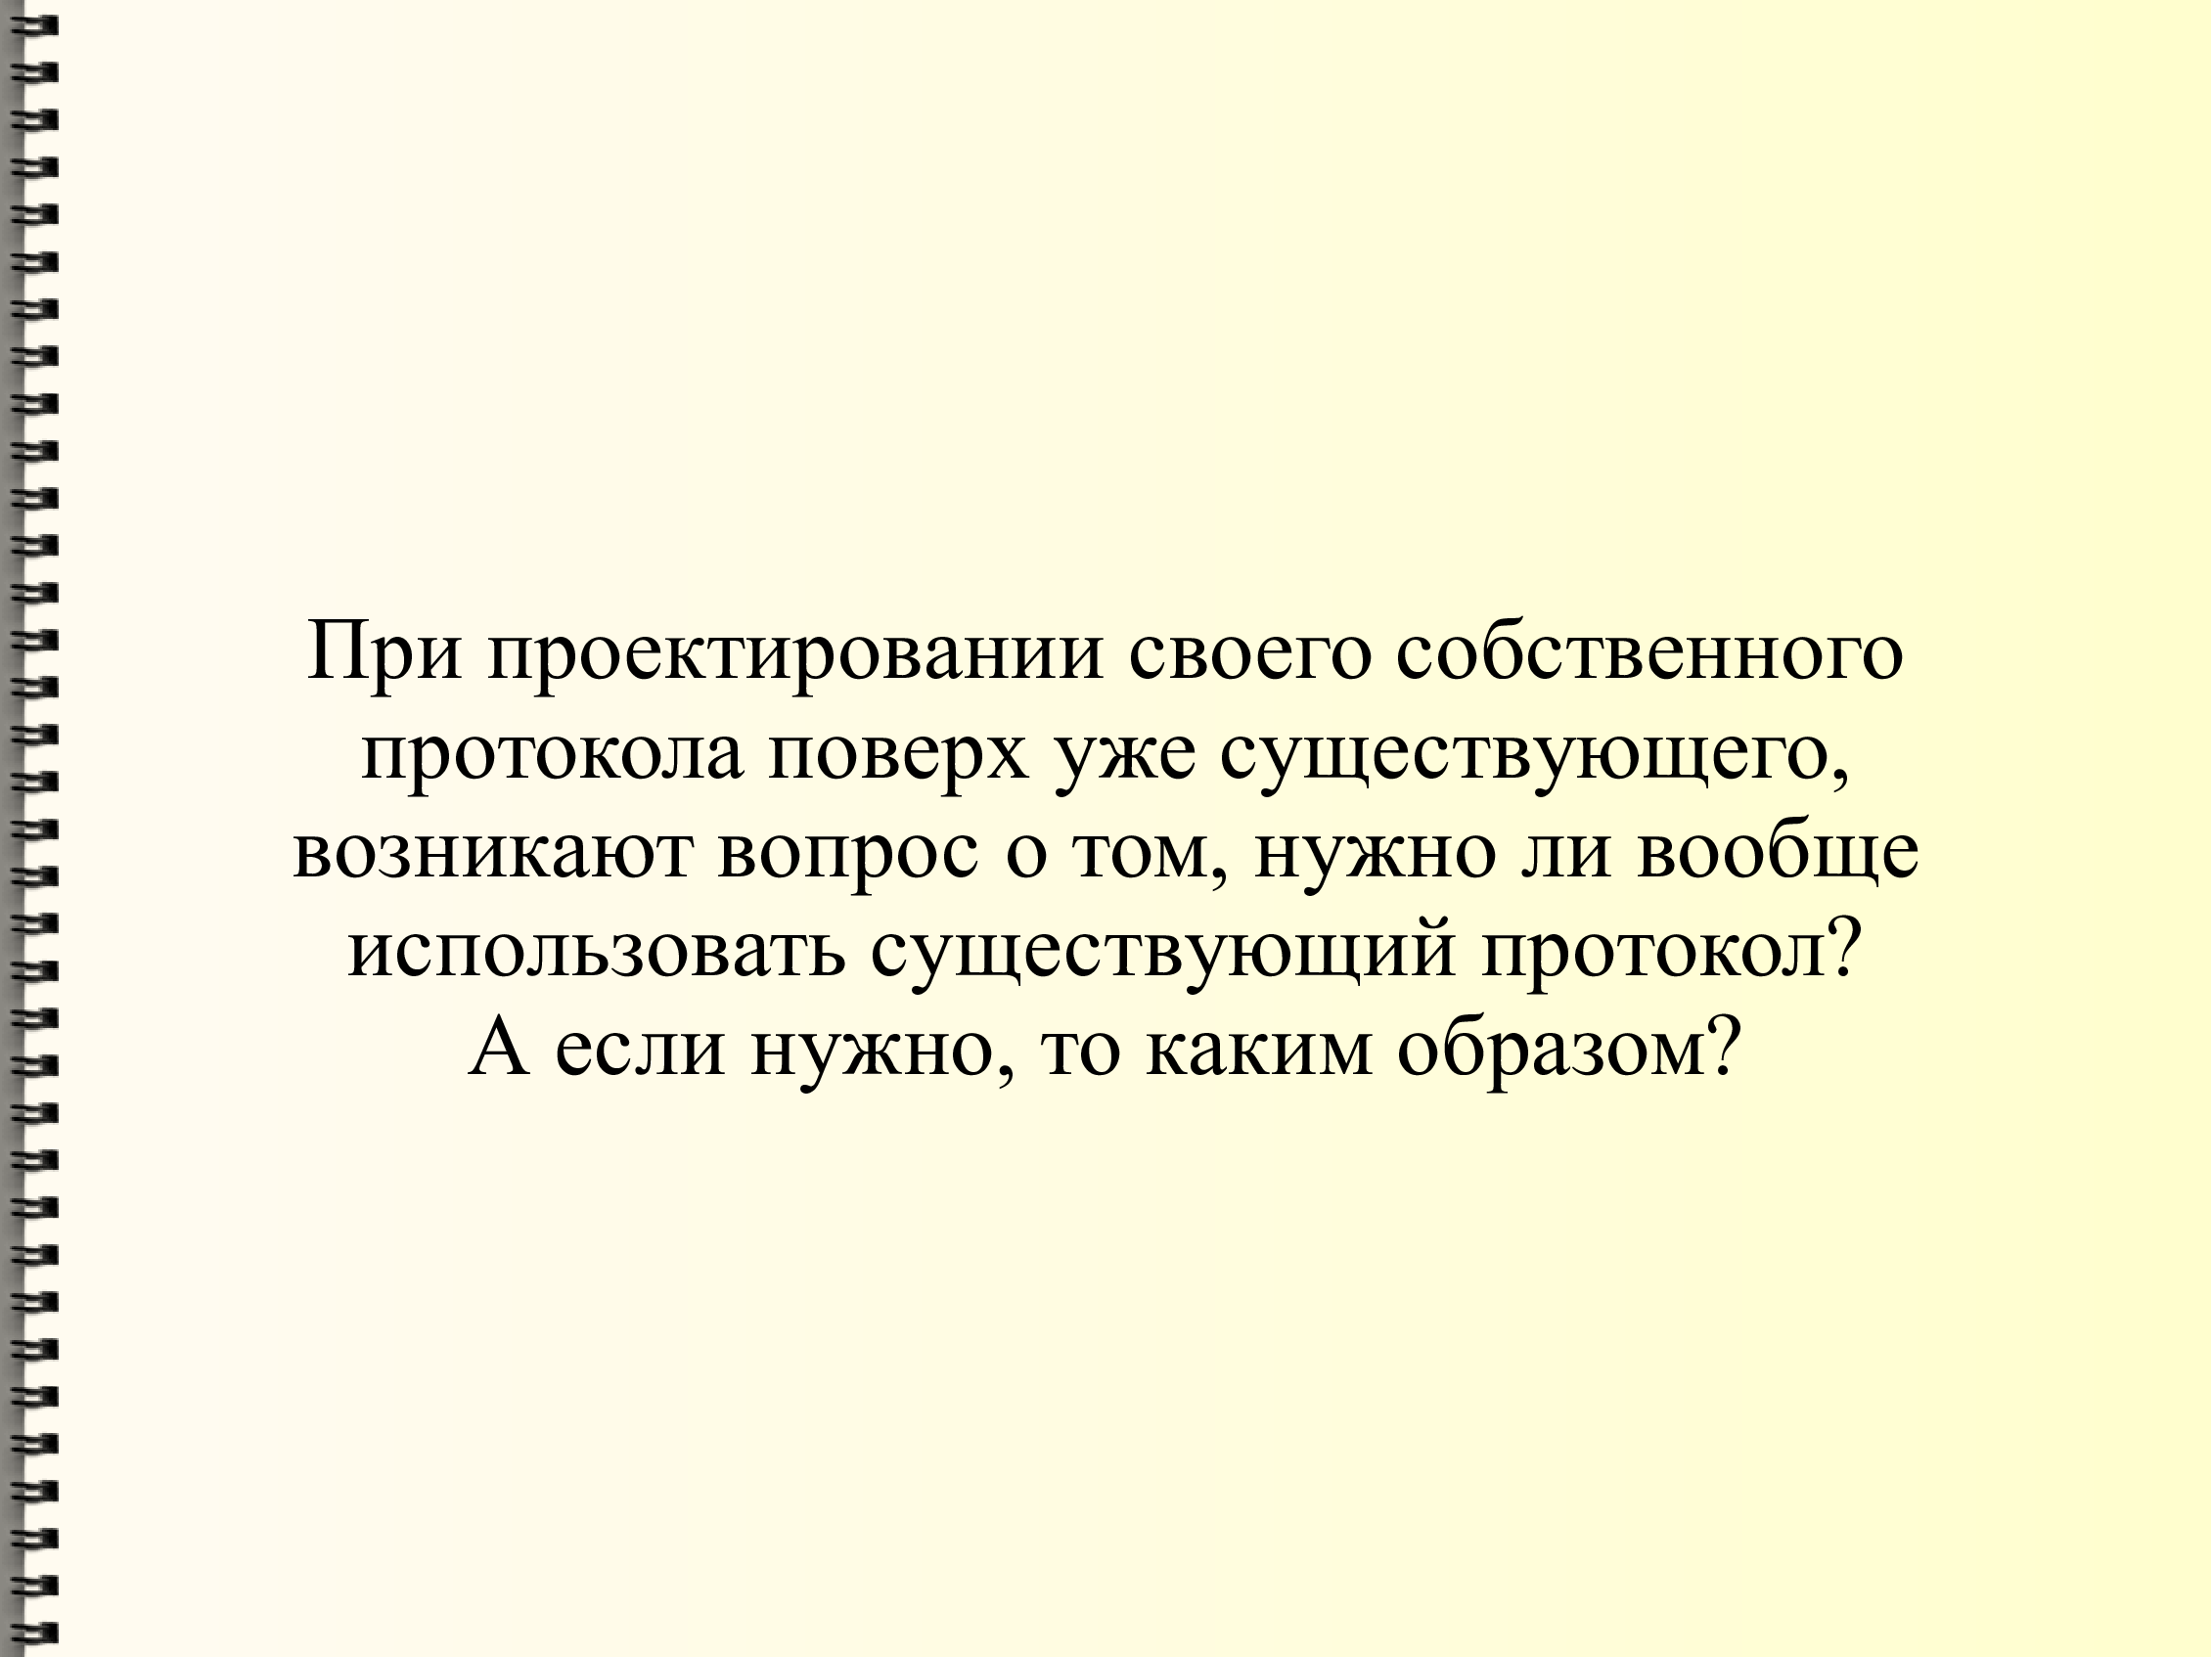 При проектировании своего собственного
протокола поверх уже существующего,
возникают вопрос о том, нужно ли вообще
использовать существующий протокол?
А если нужно, то каким образом?